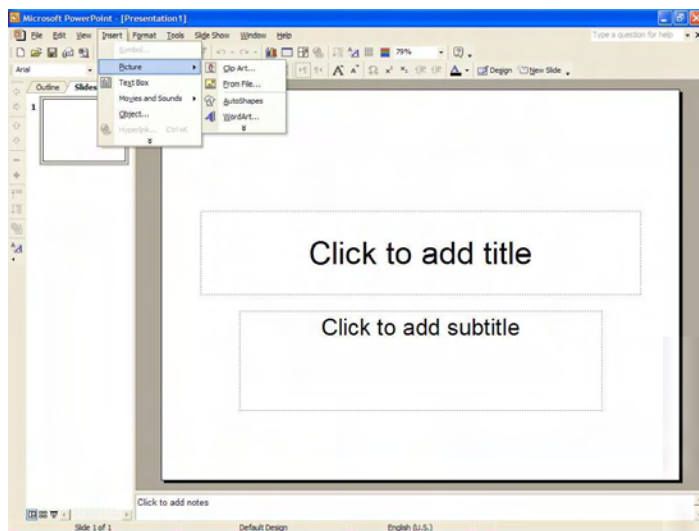 Microsoft PowerPoint - [Presentation1]
File Edit View Insert Format Tools Slide Show Window Help Type a question for help
Symbol...
79%
Arial
Picture
Clip Art...
Design New Slide
Outline Slides
Text Box
From File...
Movies and Sounds
AutoShapes
1
Object...
WordArt...
Hyperlink... Ctrl+K
Click to add title
Click to add subtitle
Click to add notes
Slide 1 of 1 Default Design English (U.S.)